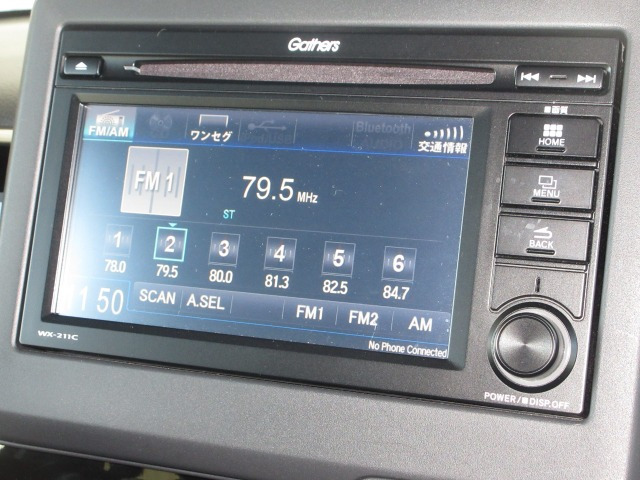 Gathers
■画質
HOME
MENU
BACK
FM/AM
ワンセグ
Bluetooth
交通情報
FM 1
79.5 MHz
ST
1 2 3 4 5 6
78.0 79.5 80.0 81.3 82.5 84.7
1 50 SCAN A.SEL FM1 FM2 AM
No Phone Connected
WX-211C
POWER/■DISP.OFF